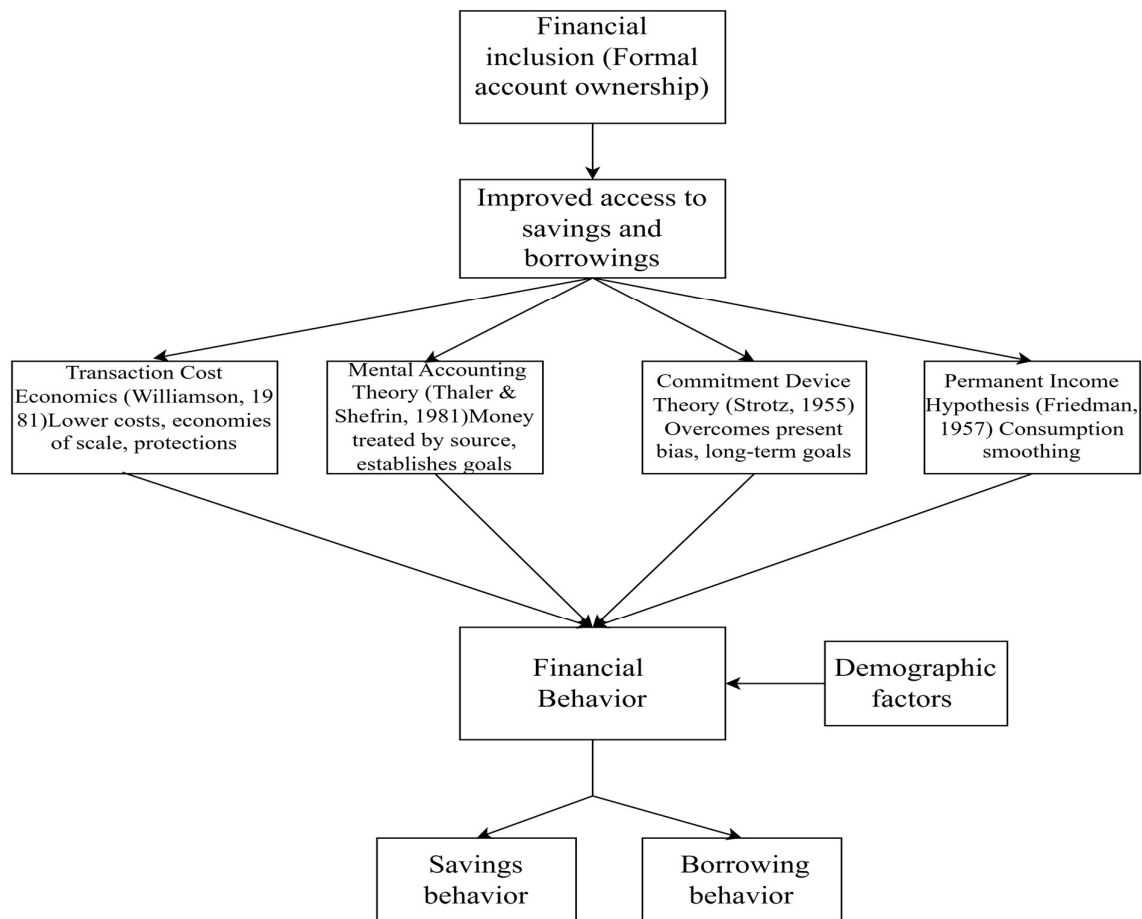 Financial
inclusion (Formal
account ownership)
Improved access to
savings and
borrowings
Transaction Cost
Economics (Williamson, 19
81)Lower costs, economies
of scale, protections
Mental Accounting
Theory (Thaler &
Shefrin, 1981)Money
treated by source,
establishes goals
Commitment Device
Theory (Strotz, 1955)
Overcomes present
bias, long-term goals
Permanent Income
Hypothesis (Friedman,
1957) Consumption
smoothing
Financial
Behavior
Demographic
factors
Savings
behavior
Borrowing
behavior